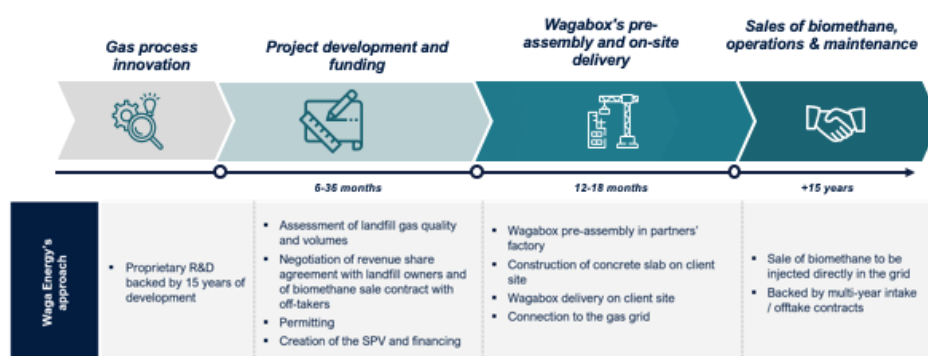 Gas process
innovation
Project development and
funding
Wagabox's pre-
assembly and on-site
delivery
Sales of biomethane,
operations & maintenance
6-36 months
12-18 months
+15 years
Waga Energy's
approach
▪ Proprietary R&D
backed by 15 years of
development
▪ Assessment of landfill gas quality
and volumes
▪ Negotiation of revenue share
agreement with landfill owners and
of biomethane sale contract with
off-takers
▪ Permitting
▪ Creation of the SPV and financing
▪ Wagabox pre-assembly in partners'
factory
▪ Construction of concrete slab on client
site
▪ Wagabox delivery on client site
▪ Connection to the gas grid
▪ Sale of biomethane to be
injected directly in the grid
▪ Backed by multi-year intake
/ offtake contracts